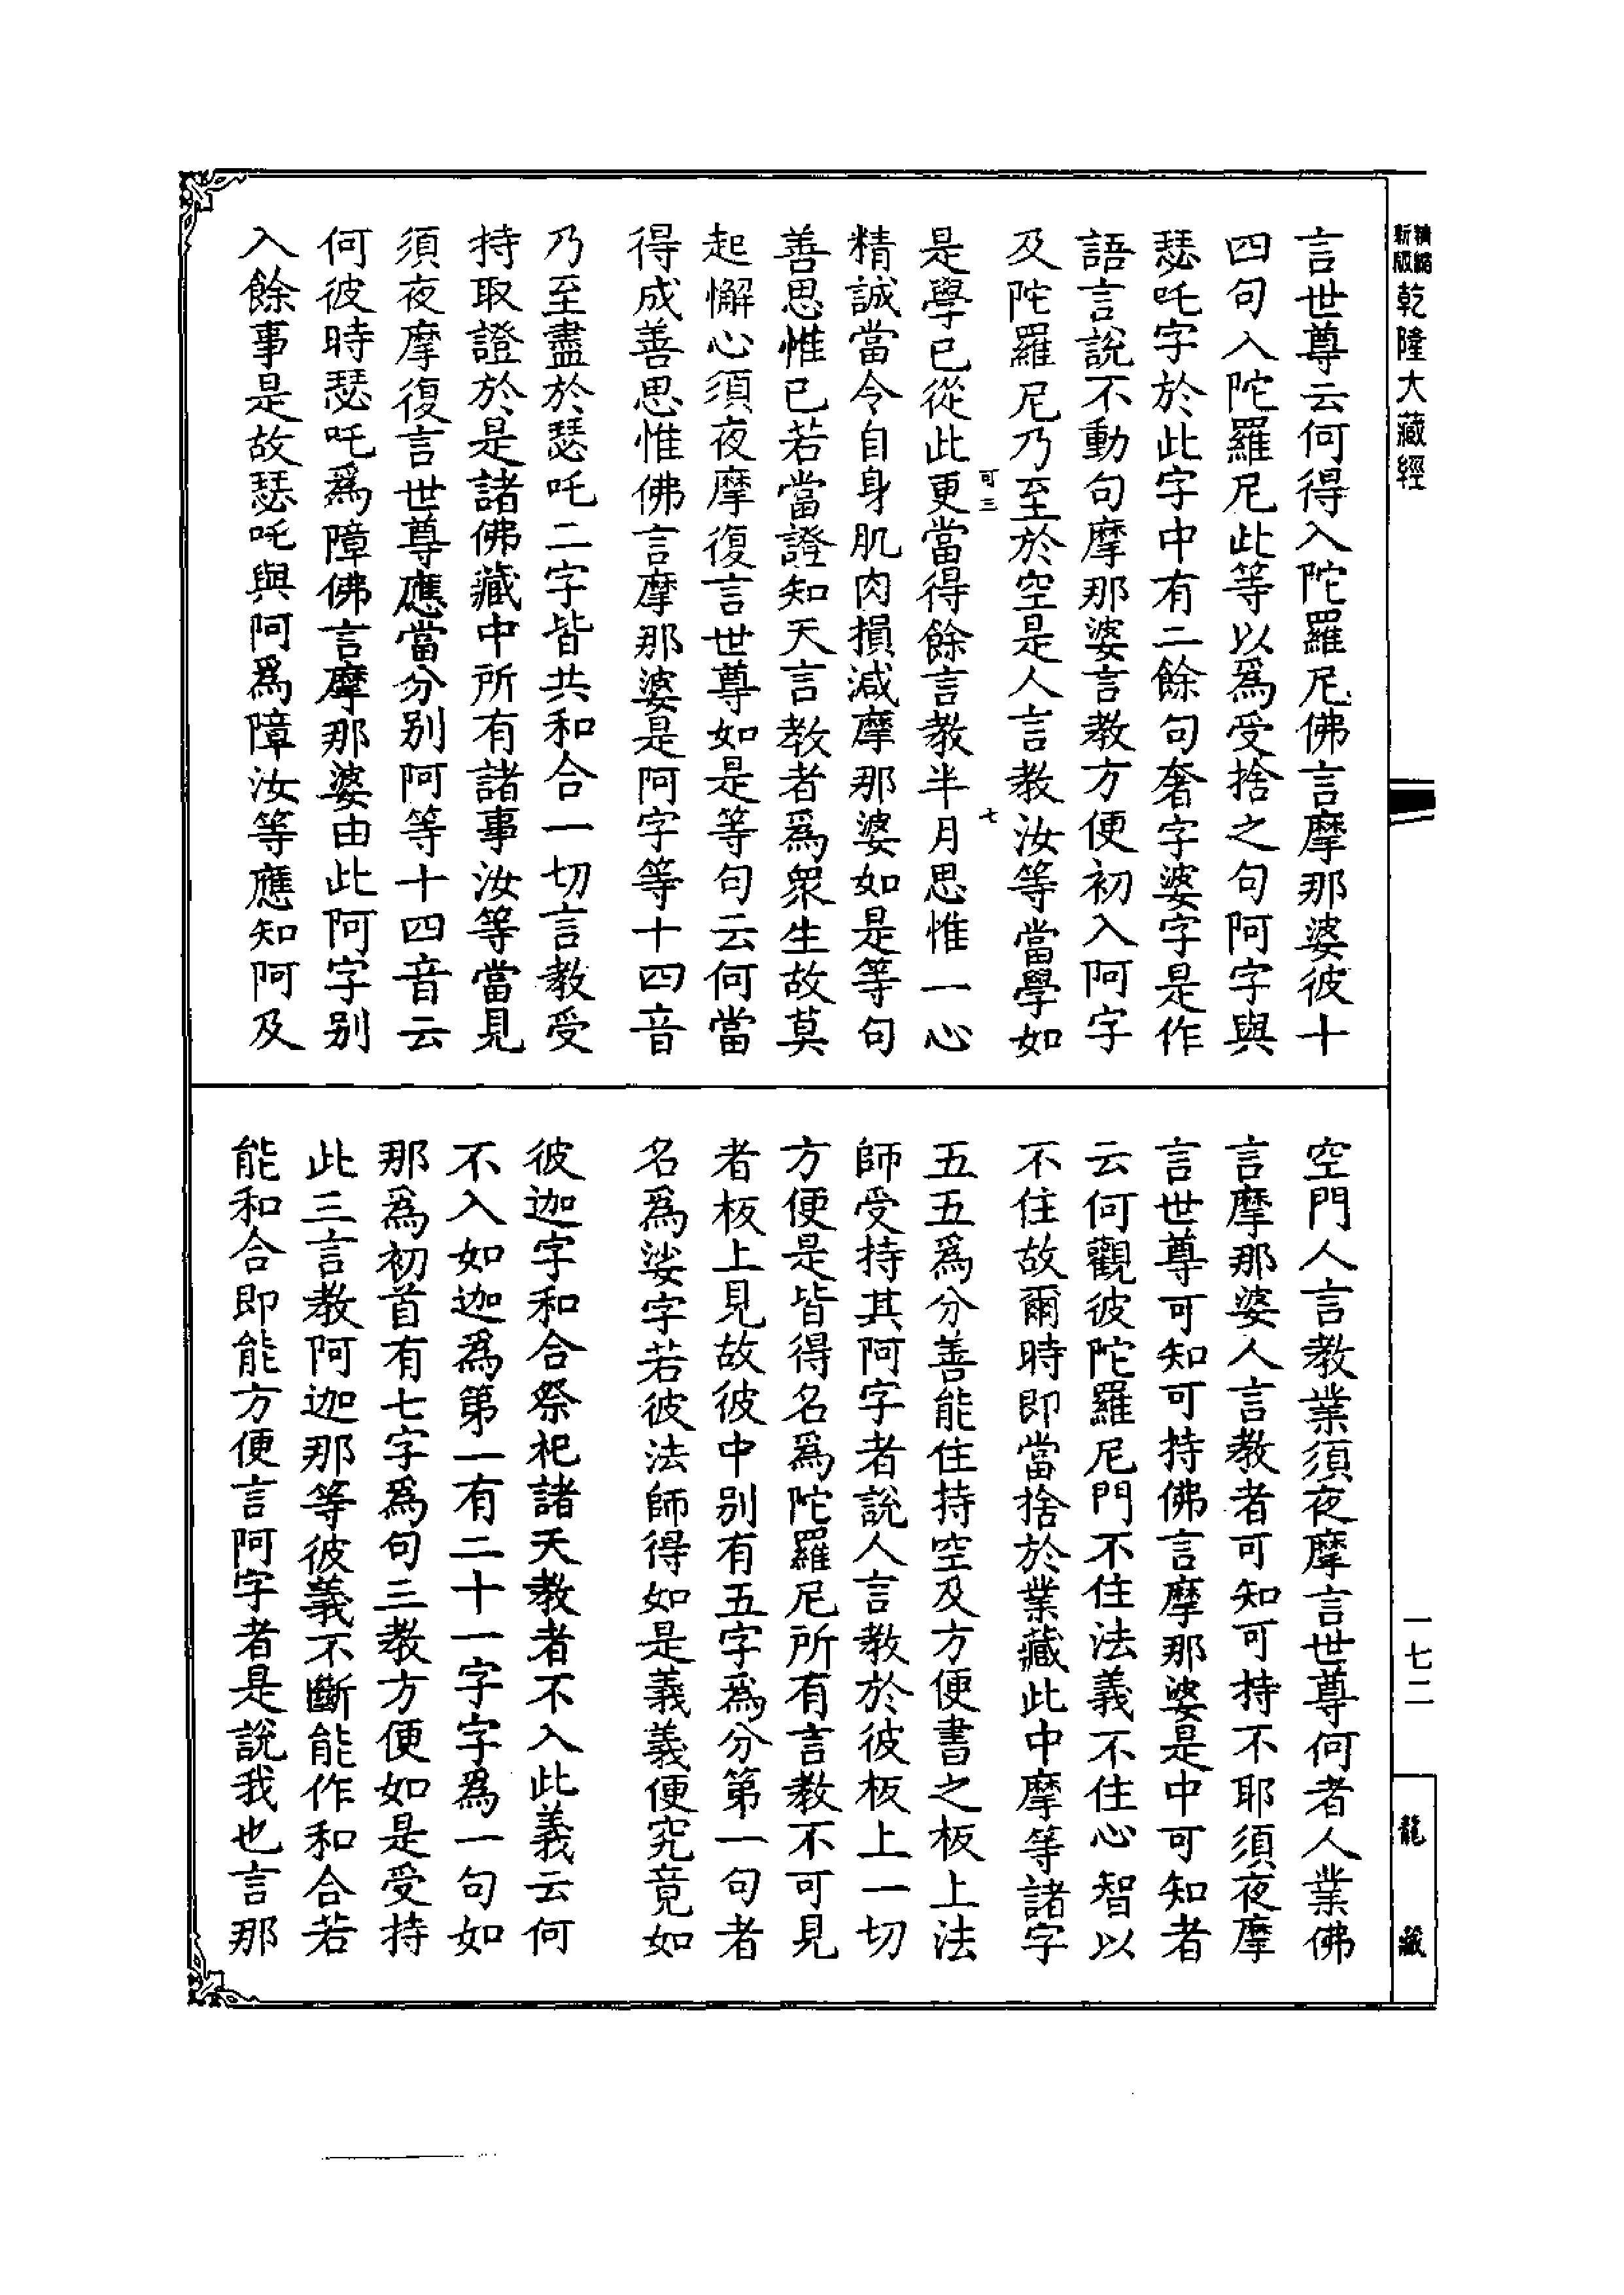 精縮新版乾隆大藏經
言世尊云何得入陀羅尼佛言摩那婆彼十
四句入陀羅尼此等以爲受捨之句阿字與
瑟吒字於此字中有二餘句奢字婆字是作
語言說不動句摩那婆言教方便初入阿字
及陀羅尼乃至於空是人言教汝等當學如
可三
七
是學已從此更當得餘言教半月思惟一心
精誠當令自身肌肉損減摩那婆如是等句
善思惟已若當證知天言教者爲衆生故莫
起懈心須夜摩復言世尊如是等句云何當
得成善思惟佛言摩那婆是阿字等十四音
乃至盡於瑟吒二字皆共和合一切言教受
持取證於是諸佛藏中所有諸事汝等當見
須夜摩復言世尊應當分別阿等十四音云
何彼時瑟吒爲障佛言摩那婆由此阿字別
入餘事是故瑟吒與阿爲障汝等應知阿及
空門人言教業須夜摩言世尊何者人業佛
言摩那婆人言教者可知可持不耶須夜摩
言世尊可知可持佛言摩那婆是中可知者
云何觀彼陀羅尼門不住法義不住心智以
不住故爾時即當捨於業藏此中摩等諸字
五五爲分善能住持空及方便書之板上法
師受持其阿字者說人言教於彼板上一切
方便是皆得名爲陀羅尼所有言教不可見
者板上見故彼中別有五字爲分第一句者
名爲娑字若彼法師得如是義義便究竟如
彼迦字和合祭祀諸天教者不入此義云何
不入如迦爲第一有二十一字字爲一句如
那爲初首有七字爲句三教方便如是受持
此三言教阿迦那等彼義不斷能作和合若
能和合即能方便言阿字者是說我也言那
一七二
龍藏